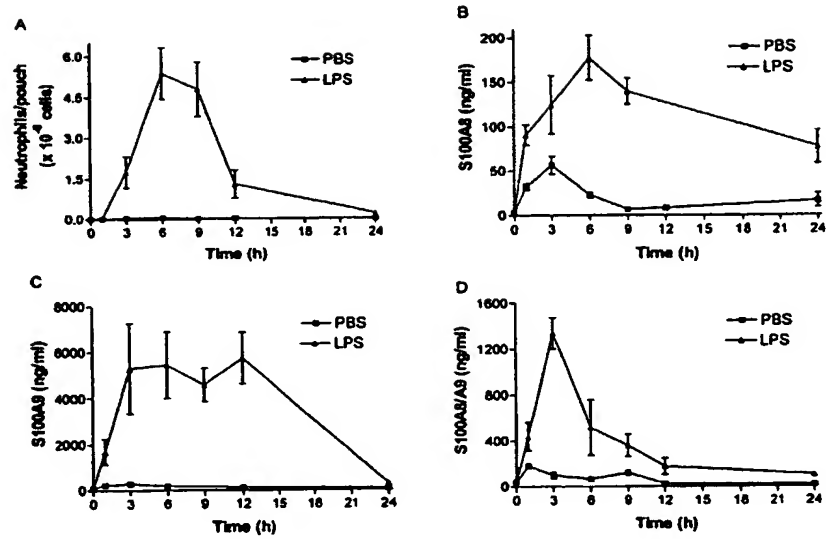 A
Neutrophils/pouch
(x 10⁻⁶ cells)
6.0
4.5
3.0
1.5
0.0
0 3 6 9 12 15 18 21 24
Time (h)
PBS
LPS
B
S100A8 (ng/ml)
200
150
100
50
0
0 3 6 9 12 15 18 21 24
Time (h)
PBS
LPS
C
S100A9 (ng/ml)
8000
6000
4000
2000
0
0 3 6 9 12 15 18 21 24
Time (h)
PBS
LPS
D
S100A8/A9 (ng/ml)
1600
1200
800
400
0
0 3 6 9 12 15 18 21 24
Time (h)
PBS
LPS